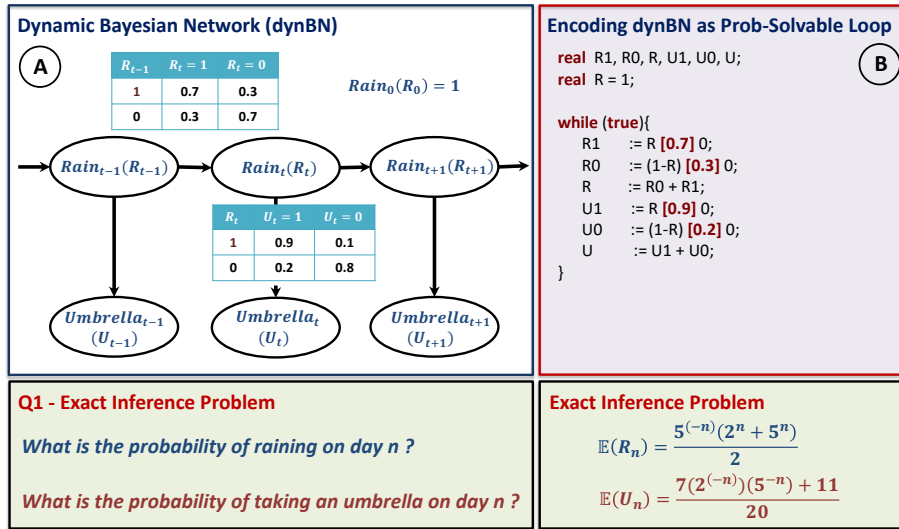 Dynamic Bayesian Network (dynBN)
A
R_{t-1} R_t = 1 R_t = 0
1 0.7 0.3
0 0.3 0.7
Rain_0(R_0) = 1
Rain_{t-1}(R_{t-1})
Rain_t(R_t)
Rain_{t+1}(R_{t+1})
R_t U_t = 1 U_t = 0
1 0.9 0.1
0 0.2 0.8
Umbrella_{t-1}
(U_{t-1})
Umbrella_t
(U_t)
Umbrella_{t+1}
(U_{t+1})
Encoding dynBN as Prob-Solvable Loop
B
real R1, R0, R, U1, U0, U;
real R = 1;
while (true){
R1 := R [0.7] 0;
R0 := (1-R) [0.3] 0;
R := R0 + R1;
U1 := R [0.9] 0;
U0 := (1-R) [0.2] 0;
U := U1 + U0;
}
Q1 - Exact Inference Problem
What is the probability of raining on day n ?
What is the probability of taking an umbrella on day n ?
Exact Inference Problem
𝔼(R_n) = \frac{5^{(-n)}(2^n + 5^n)}{2}
𝔼(U_n) = \frac{7(2^{(-n)})(5^{-n}) + 11}{20}